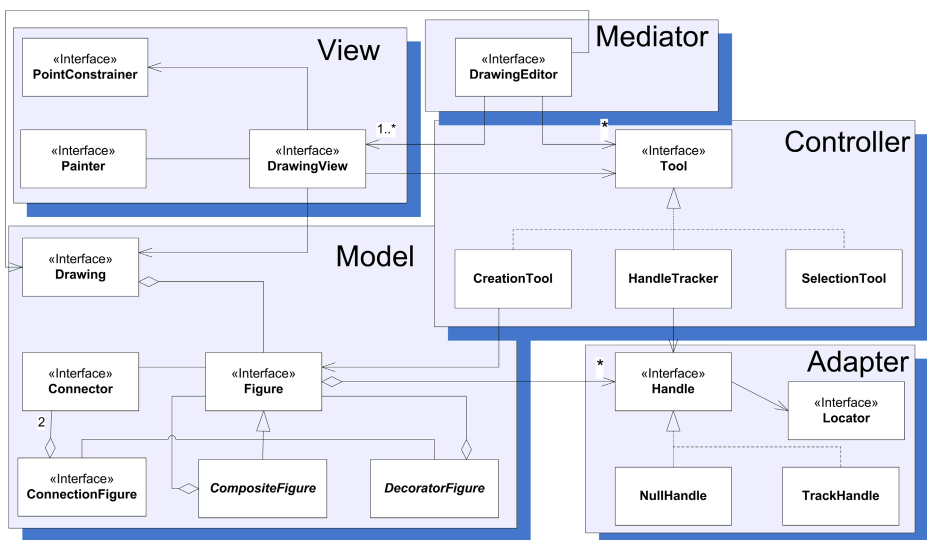 View
«Interface»
PointConstrainer
«Interface»
Painter
«Interface»
DrawingView
1..*
Mediator
«Interface»
DrawingEditor
*
Controller
«Interface»
Tool
CreationTool
HandleTracker
SelectionTool
Model
«Interface»
Drawing
«Interface»
Connector
«Interface»
Figure
2
«Interface»
ConnectionFigure
CompositeFigure
DecoratorFigure
*
Adapter
«Interface»
Handle
«Interface»
Locator
NullHandle
TrackHandle